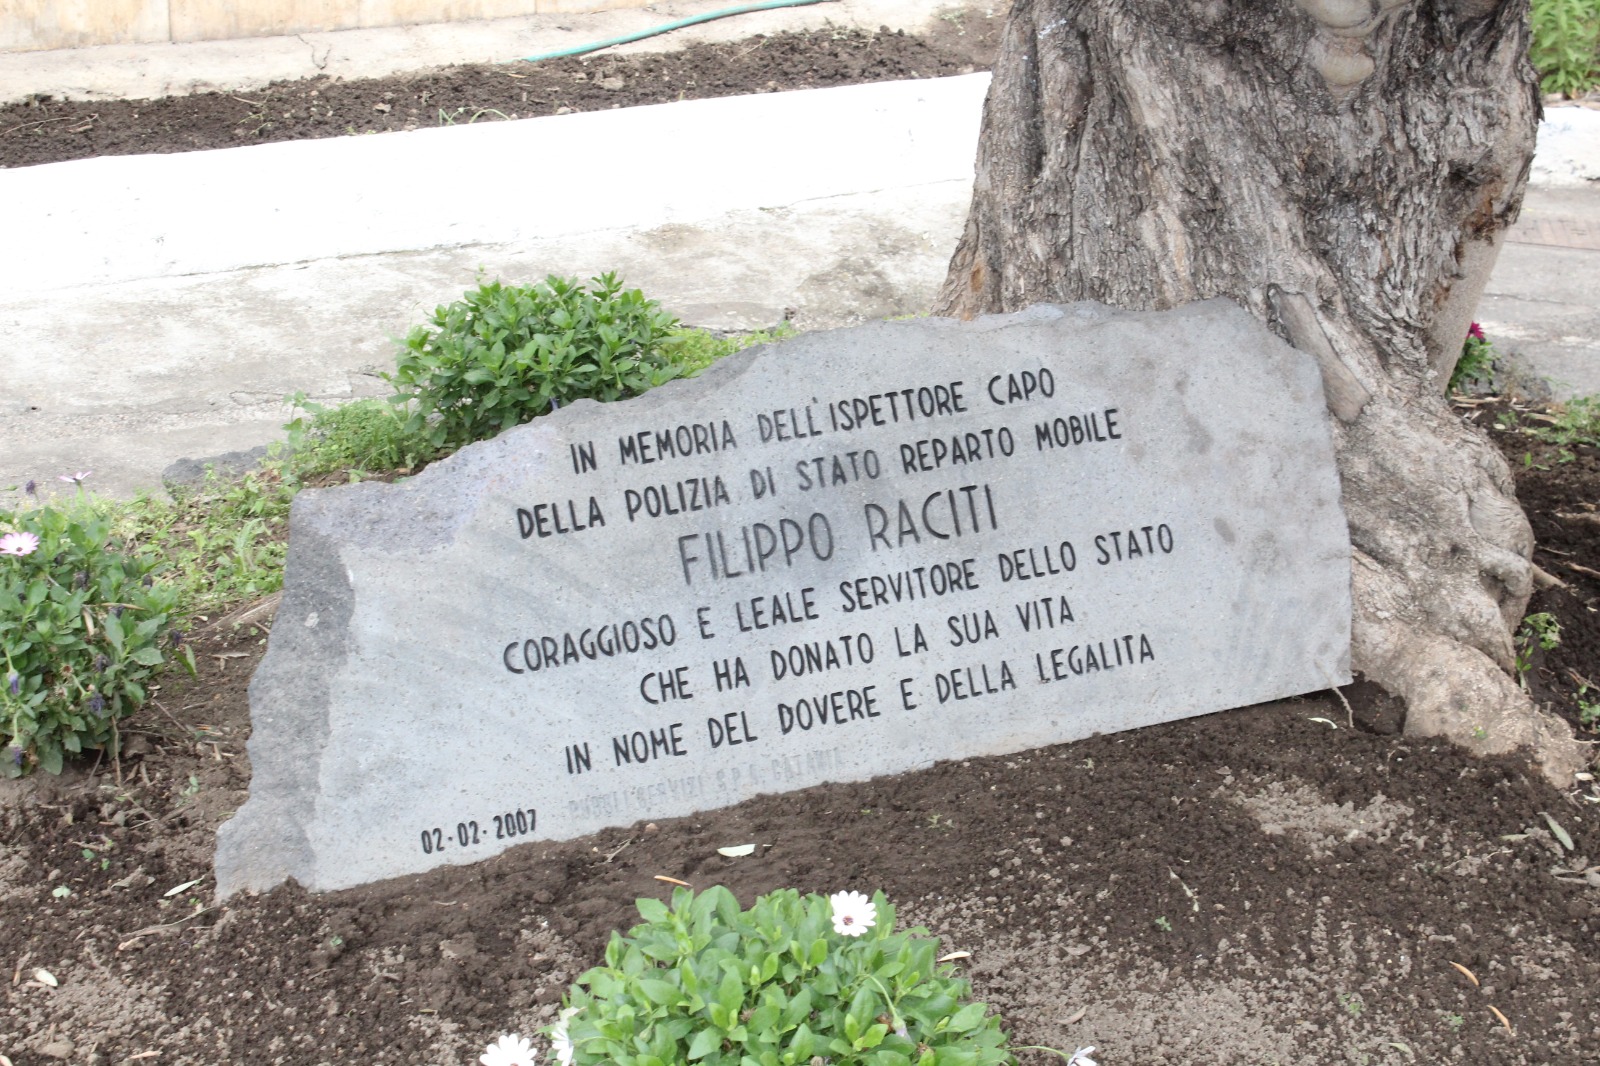 IN MEMORIA DELL'ISPETTORE CAPO
DELLA POLIZIA DI STATO REPARTO MOBILE
FILIPPO RACITI
CORAGGIOSO E LEALE SERVITORE DELLO STATO
CHE HA DONATO LA SUA VITA
IN NOME DEL DOVERE E DELLA LEGALITA
02·02·2007